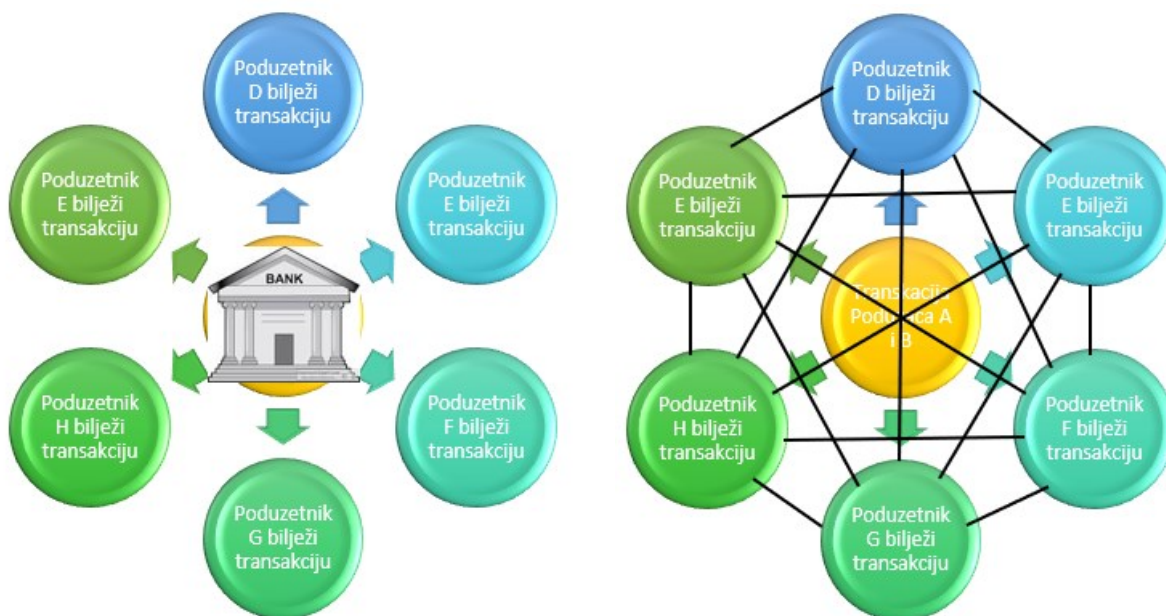 Poduzetnik
D bilježi
transakciju
Poduzetnik
E bilježi
transakciju
Poduzetnik
E bilježi
transakciju
BANK
Poduzetnik
H bilježi
transakciju
Poduzetnik
F bilježi
transakciju
Poduzetnik
G bilježi
transakciju
Poduzetnik
D bilježi
transakciju
Poduzetnik
E bilježi
transakciju
Poduzetnik
E bilježi
transakciju
Transkacija
A
i B
Poduzetnik
H bilježi
transakciju
Poduzetnik
F bilježi
transakciju
Poduzetnik
G bilježi
transakciju